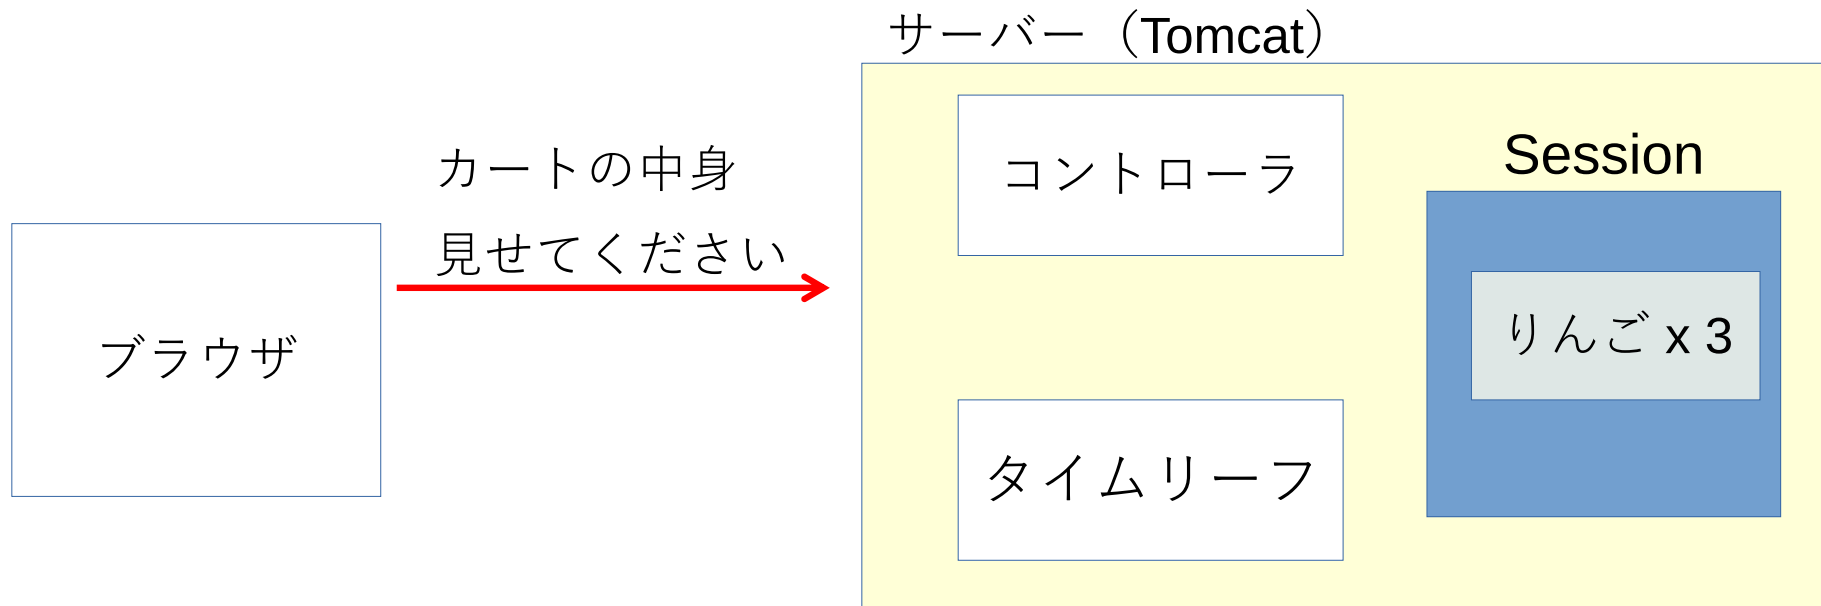 サーバー（Tomcat）
カートの中身
見せてください
ブラウザ
コントローラ
タイムリーフ
Session
りんご x 3